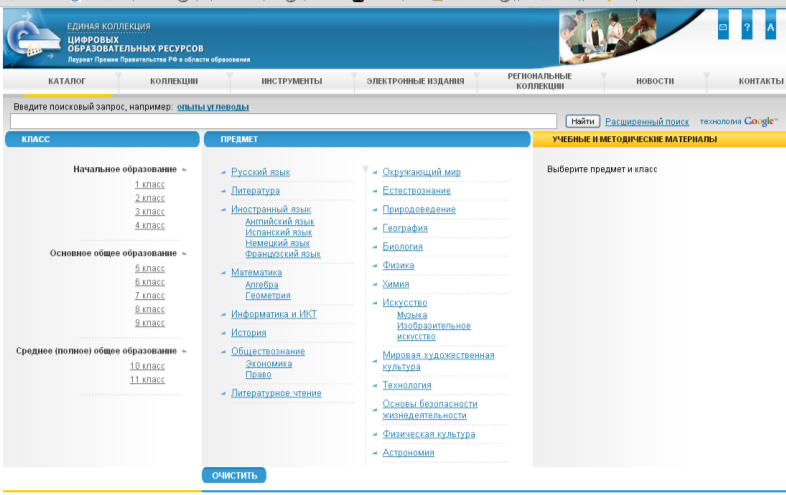 ЕДИНАЯ КОЛЛЕКЦИЯ
ЦИФРОВЫХ
ОБРАЗОВАТЕЛЬНЫХ РЕСУРСОВ
Лауреат Премии Правительства РФ в области образования
? A
КАТАЛОГ КОЛЛЕКЦИИ ИНСТРУМЕНТЫ ЭЛЕКТРОННЫЕ ИЗДАНИЯ РЕГИОНАЛЬНЫЕ КОЛЛЕКЦИИ НОВОСТИ КОНТАКТЫ
Введите поисковый запрос, например: опыты углеводы
Найти Расширенный поиск технология Google™
КЛАСС
Начальное образование
1 класс
2 класс
3 класс
4 класс
Основное общее образование
5 класс
6 класс
7 класс
8 класс
9 класс
Среднее (полное) общее образование
10 класс
11 класс
ПРЕДМЕТ
Русский язык
Литература
Иностранный язык
Английский язык
Испанский язык
Немецкий язык
Французский язык
Математика
Алгебра
Геометрия
Информатика и ИКТ
История
Обществознание
Экономика
Право
Литературное чтение
Окружающий мир
Естествознание
Природоведение
География
Биология
Физика
Химия
Искусство
Музыка
Изобразительное
искусство
Мировая художественная
культура
Технология
Основы безопасности
жизнедеятельности
Физическая культура
Астрономия
УЧЕБНЫЕ И МЕТОДИЧЕСКИЕ МАТЕРИАЛЫ
Выберите предмет и класс
ОЧИСТИТЬ